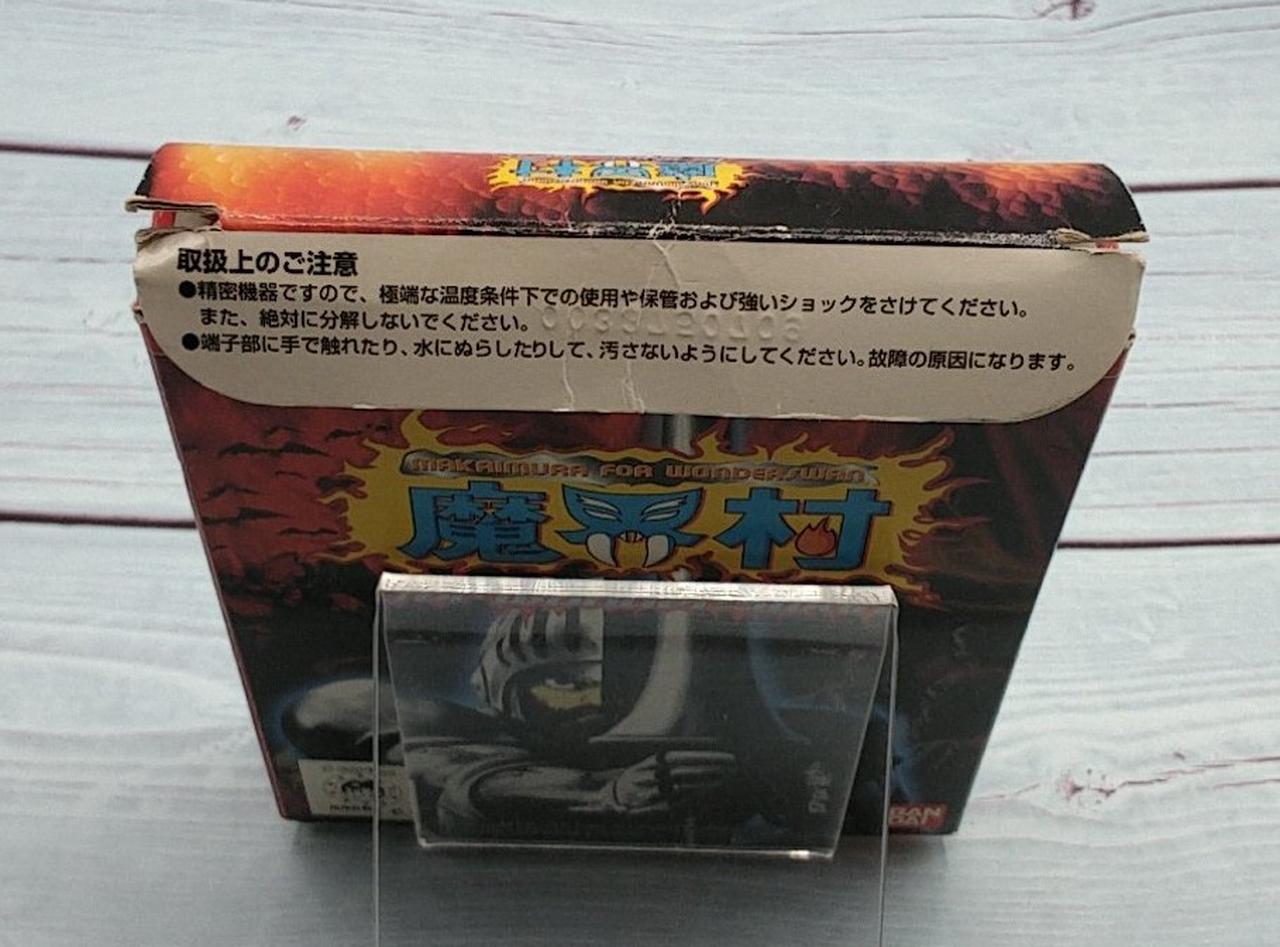 魔界村
取扱上のご注意
●精密機器ですので、極端な温度条件下での使用や保管および強いショックをさけてください。
また、絶対に分解しないでください。
●端子部に手で触れたり、水にぬらしたりして、汚さないようにしてください。故障の原因になります。
MAKAIMURA FOR WONDERSWAN
魔界村
BAN
DAI